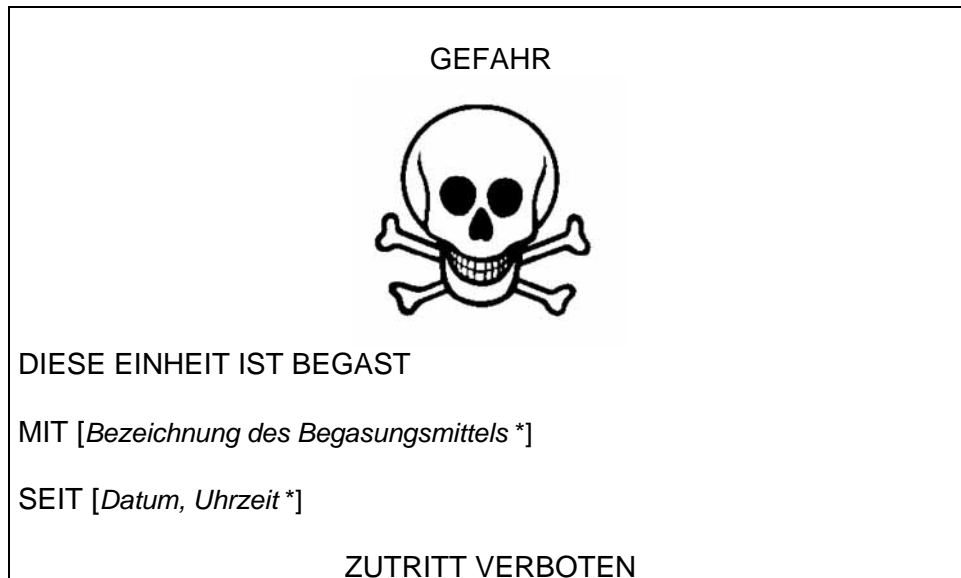 GEFAHR
DIESE EINHEIT IST BEGAST
MIT [Bezeichnung des Begasungsmittels *]
SEIT [Datum, Uhrzeit *]
ZUTRITT VERBOTEN